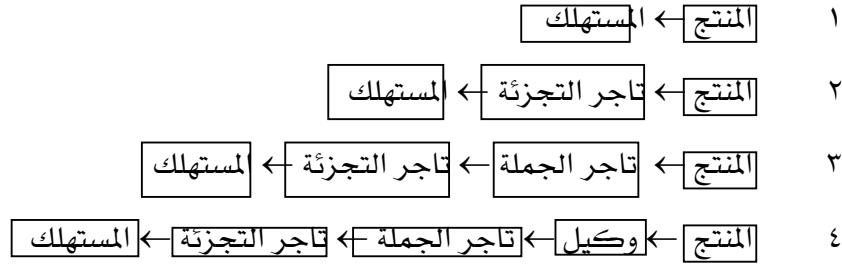 ١ المنتج ← المستهلك
٢ المنتج ← تاجر التجزئة ← المستهلك
٣ المنتج ← تاجر الجملة ← تاجر التجزئة ← المستهلك
٤ المنتج ← وكيل ← تاجر الجملة ← تاجر التجزئة ← المستهلك